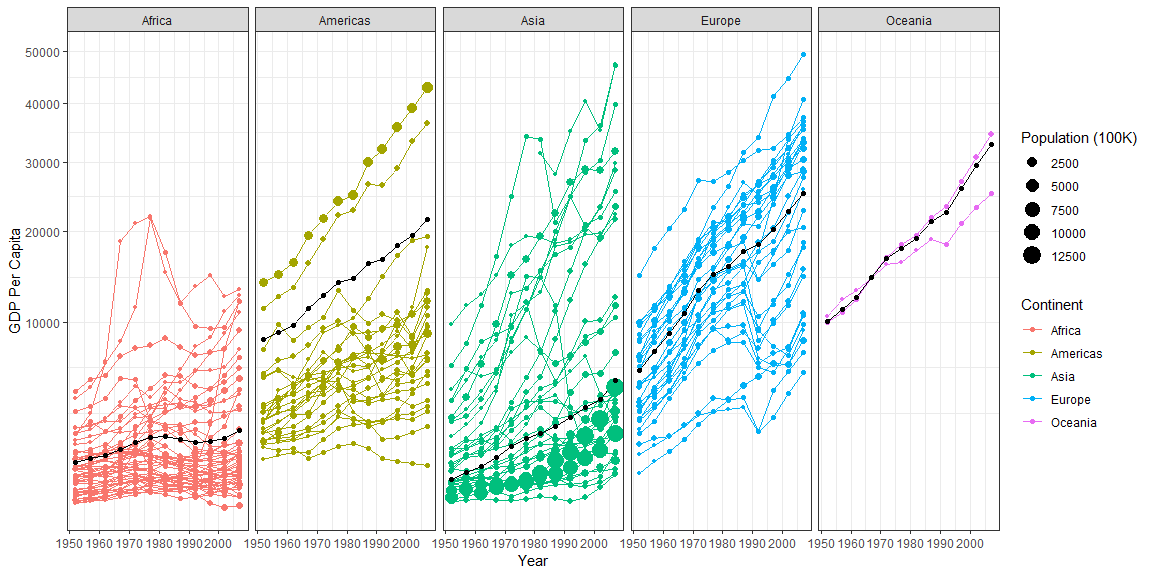 Africa Americas Asia Europe Oceania
GDP Per Capita
50000
40000
30000
20000
10000
1950 1960 1970 1980 1990 2000 1950 1960 1970 1980 1990 2000 1950 1960 1970 1980 1990 2000 1950 1960 1970 1980 1990 2000 1950 1960 1970 1980 1990 2000
Year
Population (100K)
2500
5000
7500
10000
12500
Continent
Africa
Americas
Asia
Europe
Oceania